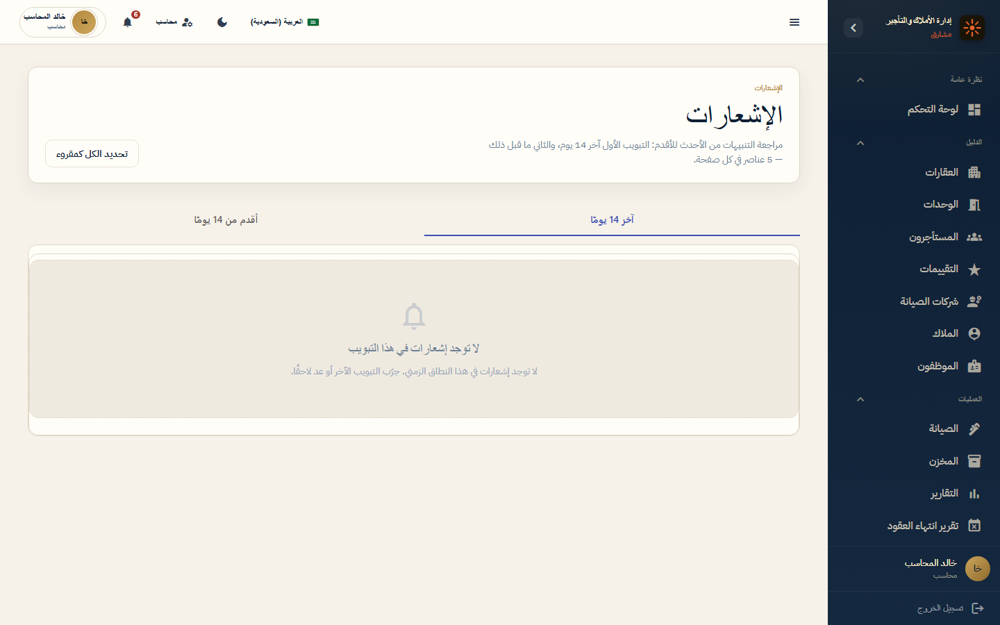 إدارة الأملاك والتأجير
مشارق
نظرة عامة
لوحة التحكم
الدليل
العقارات
الوحدات
المستأجرون
التقييمات
شركات الصيانة
الملاك
الموظفون
العمليات
الصيانة
المخزن
التقارير
تقرير انتهاء العقود
خا
خالد المحاسب
محاسب
تسجيل الخروج
العربية (السعودية)
محاسب
6
خا
خالد المحاسب
محاسب
الإشعارات
الإشعارات
مراجعة التنبيهات من الأحدث للأقدم: التبويب الأول آخر 14 يوم، والثاني ما قبل ذلك
— 5 عناصر في كل صفحة.
تحديد الكل كمقروء
آخر 14 يومًا
أقدم من 14 يومًا
لا توجد إشعارات في هذا التبويب
لا توجد إشعارات في هذا النطاق الزمني. جرّب التبويب الآخر أو عد لاحقًا.